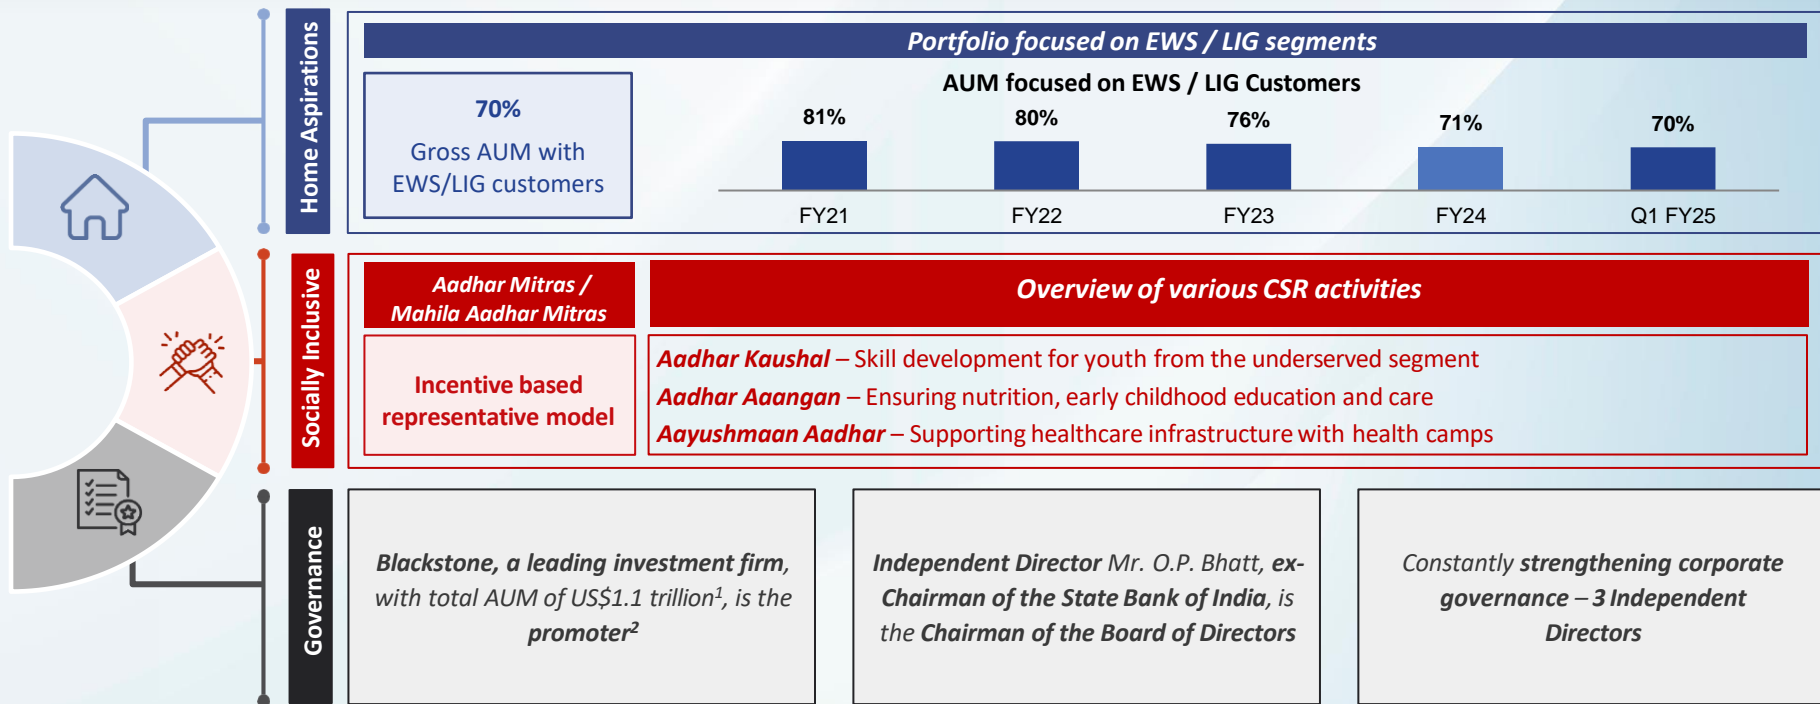 Home Aspirations
Portfolio focused on EWS / LIG segments
70%
Gross AUM with
EWS/LIG customers
AUM focused on EWS / LIG Customers
81% 80% 76% 71% 70%
FY21 FY22 FY23 FY24 Q1 FY25
Socially Inclusive
Aadhar Mitras /
Mahila Aadhar Mitras
Incentive based
representative model
Overview of various CSR activities
Aadhar Kaushal – Skill development for youth from the underserved segment
Aadhar Aaangan – Ensuring nutrition, early childhood education and care
Aayushmaan Aadhar – Supporting healthcare infrastructure with health camps
Governance
Blackstone, a leading investment firm,
with total AUM of US$1.1 trillion¹, is the
promoter²
Independent Director Mr. O.P. Bhatt, ex-
Chairman of the State Bank of India, is
the Chairman of the Board of Directors
Constantly strengthening corporate
governance – 3 Independent
Directors